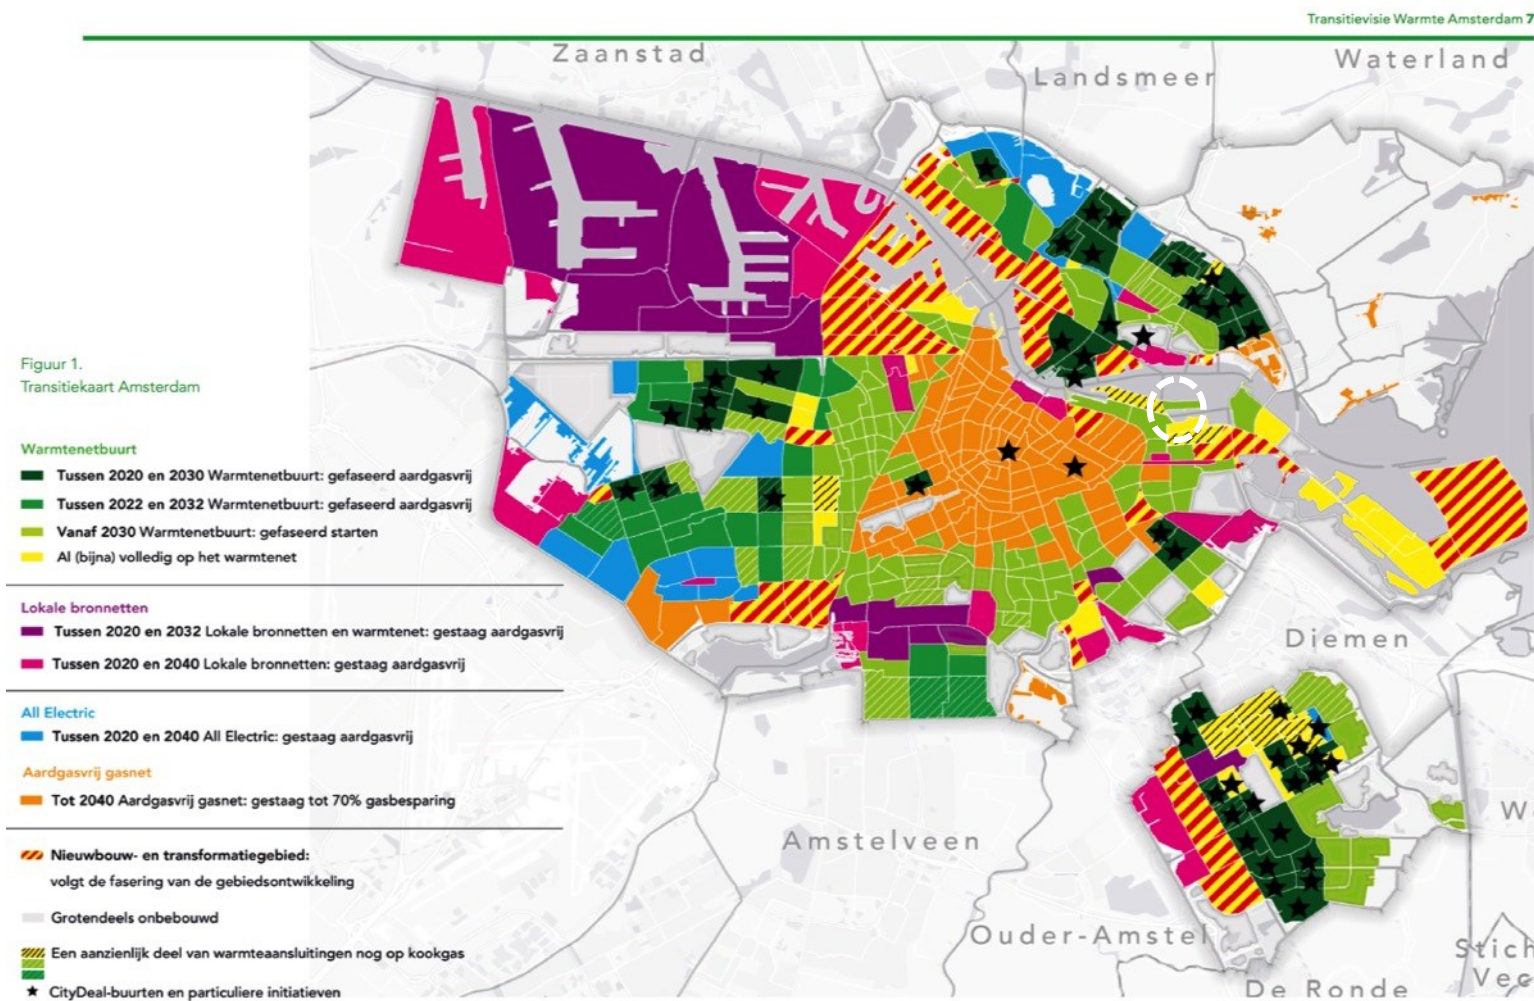 Transitievisie Warmte Amsterdam 7
Zaanstad
Landsmeer
Waterland
Figuur 1.
Transitiekaart Amsterdam
Warmtenetbuurt
Tussen 2020 en 2030 Warmtenetbuurt: gefaseerd aardgasvrij
Tussen 2022 en 2032 Warmtenetbuurt: gefaseerd aardgasvrij
Vanaf 2030 Warmtenetbuurt: gefaseerd starten
Al (bijna) volledig op het warmtenet
Lokale bronnetten
Tussen 2020 en 2032 Lokale bronnetten en warmtenet: gestaag aardgasvrij
Tussen 2020 en 2040 Lokale bronnetten: gestaag aardgasvrij
All Electric
Tussen 2020 en 2040 All Electric: gestaag aardgasvrij
Aardgasvrij gasnet
Tot 2040 Aardgasvrij gasnet: gestaag tot 70% gasbesparing
Nieuwbouw- en transformatiegebied:
volgt de fasering van de gebiedsontwikkeling
Grotendeels onbebouwd
Een aanzienlijk deel van warmteaansluitingen nog op kookgas
CityDeal-buurten en particuliere initiatieven
Diemen
Amstelveen
W
Ouder-Amstel
Stich
Vec
De Ronde